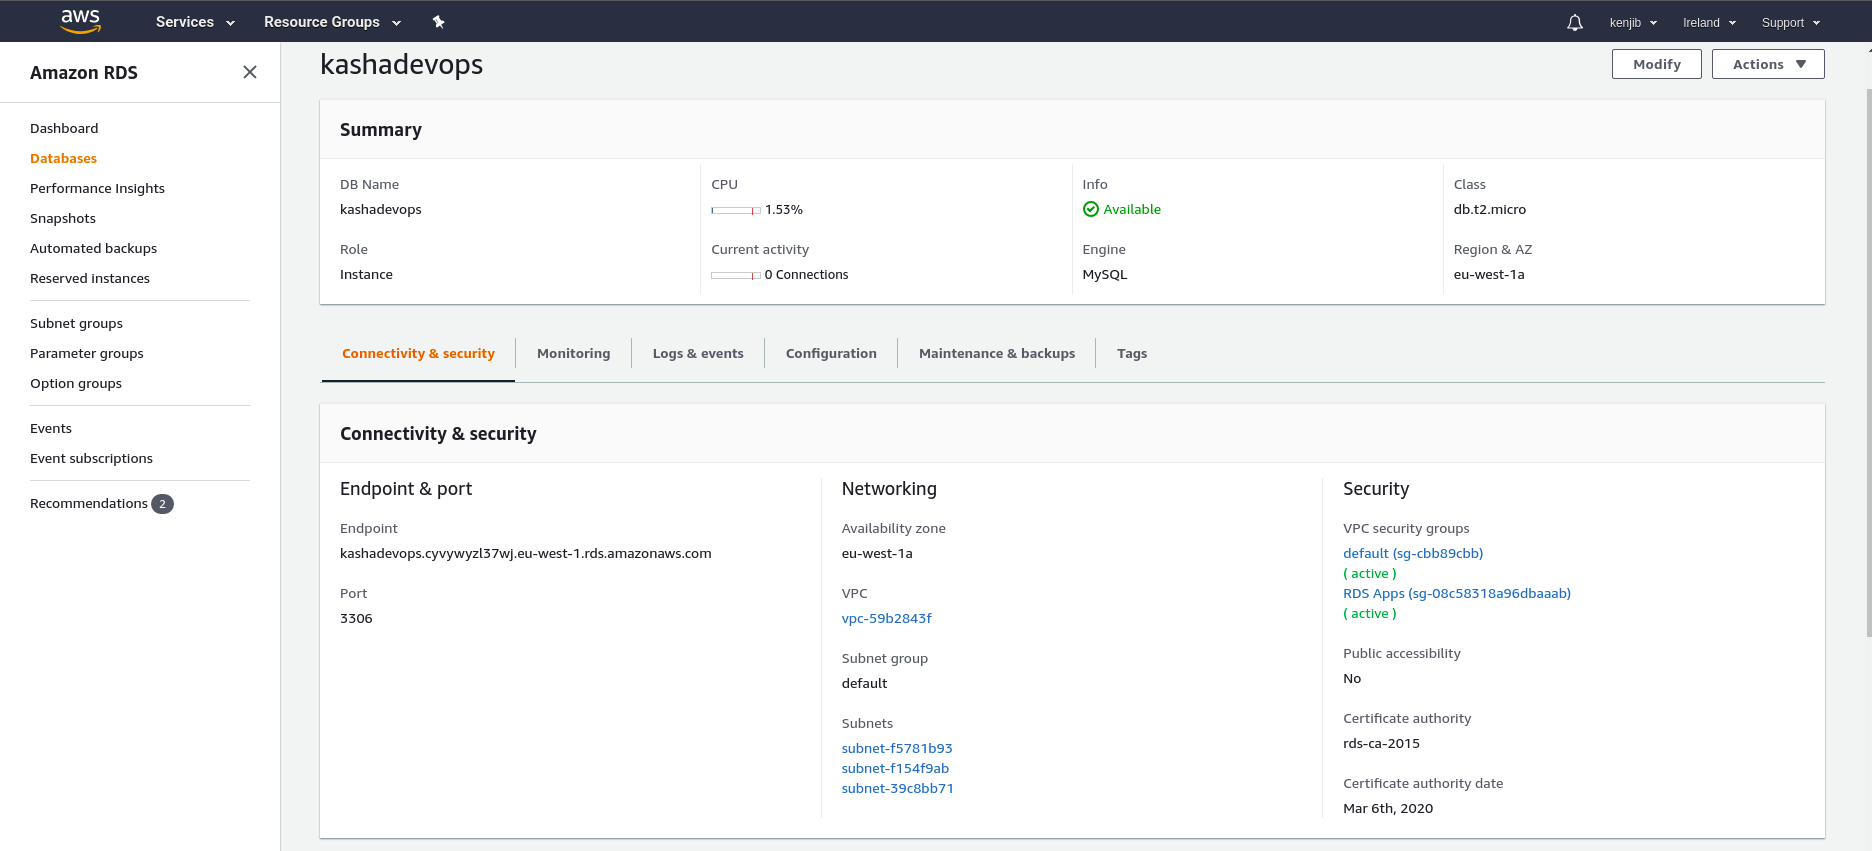 aws Services Resource Groups kenjib Ireland Support
Amazon RDS
Dashboard
Databases
Performance Insights
Snapshots
Automated backups
Reserved instances
Subnet groups
Parameter groups
Option groups
Events
Event subscriptions
Recommendations 2
kashadevops
Modify Actions
Summary
DB Name
kashadevops
Role
Instance
CPU
1.53%
Current activity
0 Connections
Info
Available
Engine
MySQL
Class
db.t2.micro
Region & AZ
eu-west-1a
Connectivity & security Monitoring Logs & events Configuration Maintenance & backups Tags
Connectivity & security
Endpoint & port
Endpoint
kashadevops.cyvywyzl37wj.eu-west-1.rds.amazonaws.com
Port
3306
Networking
Availability zone
eu-west-1a
VPC
vpc-59b2843f
Subnet group
default
Subnets
subnet-f5781b93
subnet-f154f9ab
subnet-39c8bb71
Security
VPC security groups
default (sg-cbb89cbb)
( active )
RDS Apps (sg-08c58318a96dbaaab)
( active )
Public accessibility
No
Certificate authority
rds-ca-2015
Certificate authority date
Mar 6th, 2020